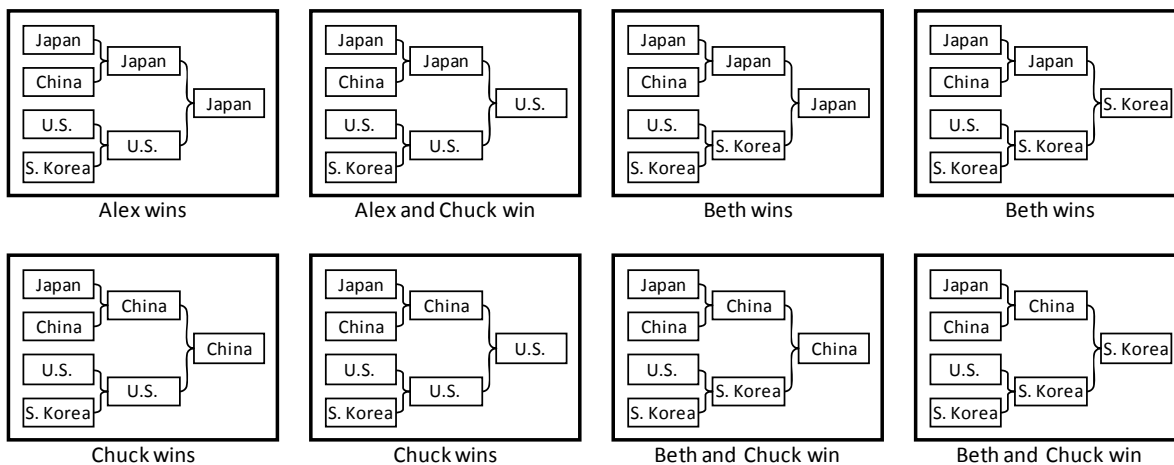 Japan
China
U.S.
S. Korea
Japan
U.S.
Japan
Alex wins
Japan
China
U.S.
S. Korea
Japan
U.S.
U.S.
Alex and Chuck win
Japan
China
U.S.
S. Korea
Japan
S. Korea
Japan
Beth wins
Japan
China
U.S.
S. Korea
Japan
S. Korea
S. Korea
Beth wins
Japan
China
U.S.
S. Korea
China
U.S.
China
Chuck wins
Japan
China
U.S.
S. Korea
China
U.S.
U.S.
Chuck wins
Japan
China
U.S.
S. Korea
China
S. Korea
China
Beth and Chuck win
Japan
China
U.S.
S. Korea
China
S. Korea
S. Korea
Beth and Chuck win